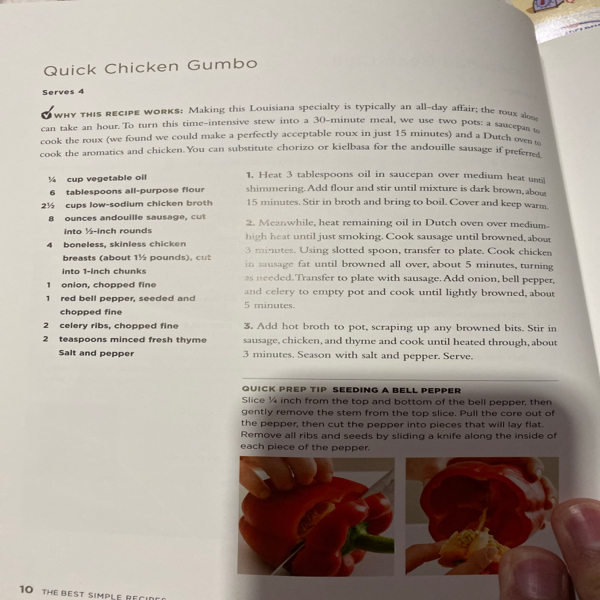 Quick Chicken Gumbo
Serves 4
WHY THIS RECIPE WORKS: Making this Louisiana specialty is typically an all-day affair; the roux alone
can take an hour. To turn this time-intensive stew into a 30-minute meal, we use two pots: a saucepan to
cook the roux (we found we could make a perfectly acceptable roux in just 15 minutes) and a Dutch oven to
cook the aromatics and chicken. You can substitute chorizo or kielbasa for the andouille sausage if preferred.
¼ cup vegetable oil
6 tablespoons all-purpose flour
2½ cups low-sodium chicken broth
8 ounces andouille sausage, cut
into ½-inch rounds
4 boneless, skinless chicken
breasts (about 1½ pounds), cut
into 1-inch chunks
1 onion, chopped fine
1 red bell pepper, seeded and
chopped fine
2 celery ribs, chopped fine
2 teaspoons minced fresh thyme
Salt and pepper
1. Heat 3 tablespoons oil in saucepan over medium heat until
shimmering. Add flour and stir until mixture is dark brown, about
15 minutes. Stir in broth and bring to boil. Cover and keep warm.
2. Meanwhile, heat remaining oil in Dutch oven over medium-
high heat until just smoking. Cook sausage until browned, about
3 minutes. Using slotted spoon, transfer to plate. Cook chicken
in sausage fat until browned all over, about 5 minutes, turning
as needed. Transfer to plate with sausage. Add onion, bell pepper,
and celery to empty pot and cook until lightly browned, about
5 minutes.
3. Add hot broth to pot, scraping up any browned bits. Stir in
sausage, chicken, and thyme and cook until heated through, about
3 minutes. Season with salt and pepper. Serve.
QUICK PREP TIP SEEDING A BELL PEPPER
Slice ¼ inch from the top and bottom of the bell pepper, then
gently remove the stem from the top slice. Pull the core out of
the pepper, then cut the pepper into pieces that will lay flat.
Remove all ribs and seeds by sliding a knife along the inside of
each piece of the pepper.
10 THE BEST SIMPLE RECIPES